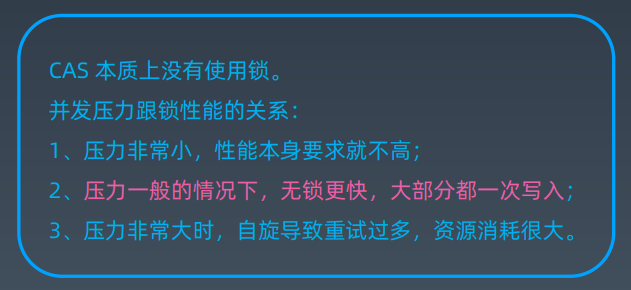 CAS 本质上没有使用锁。
并发压力跟锁性能的关系：
1、压力非常小，性能本身要求就不高；
2、压力一般的情况下，无锁更快，大部分都一次写入；
3、压力非常大时，自旋导致重试过多，资源消耗很大。